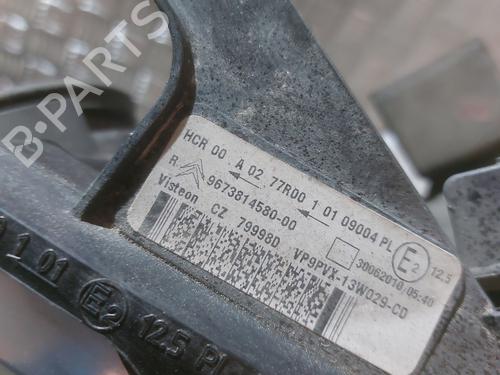 B-PARTS
HCR 00 A 02 77R00 1 01 09004 PL E2 12.5
R 9673814580-00
Visteon CZ 79996D 30062010/05:40
VP9PVX-13W029-CD
1 01 E2 12.5 PL